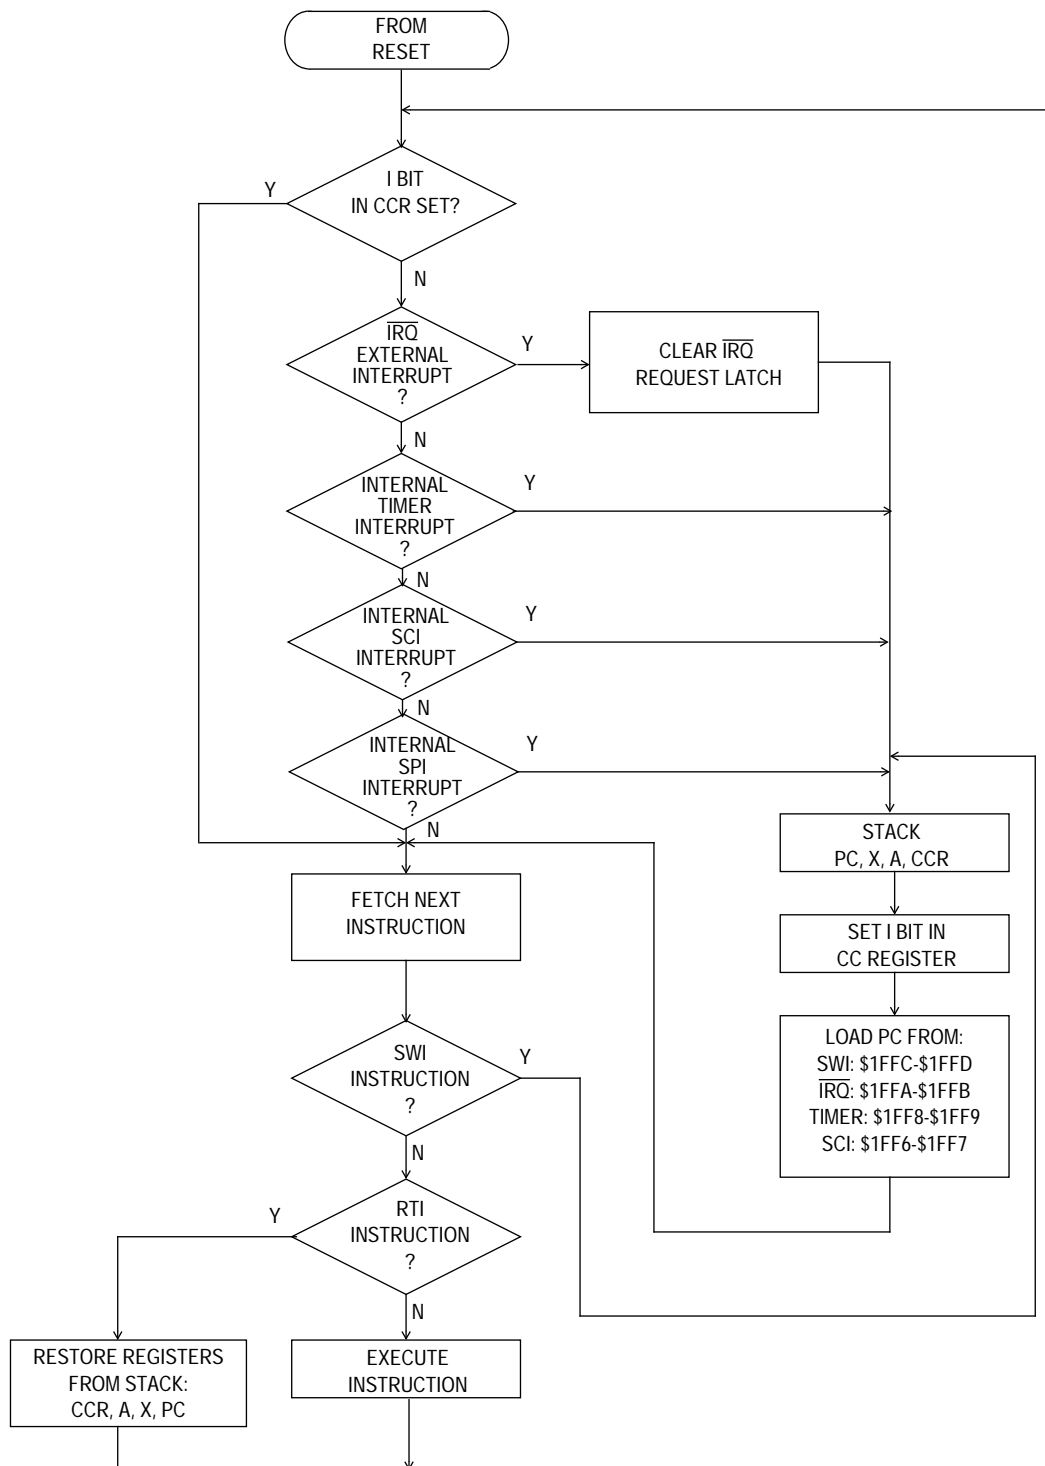 FROM
RESET
I BIT
IN CCR SET?
Y
N
I̅R̅Q̅
EXTERNAL
INTERRUPT
?
Y
CLEAR I̅R̅Q̅
REQUEST LATCH
N
INTERNAL
TIMER
INTERRUPT
?
Y
N
INTERNAL
SCI
INTERRUPT
?
Y
N
INTERNAL
SPI
INTERRUPT
?
Y
N
STACK
PC, X, A, CCR
FETCH NEXT
INSTRUCTION
SET I BIT IN
CC REGISTER
LOAD PC FROM:
SWI: $1FFC-$1FFD
I̅R̅Q̅: $1FFA-$1FFB
TIMER: $1FF8-$1FF9
SCI: $1FF6-$1FF7
SWI
INSTRUCTION
?
Y
N
RTI
INSTRUCTION
?
Y
N
RESTORE REGISTERS
FROM STACK:
CCR, A, X, PC
EXECUTE
INSTRUCTION